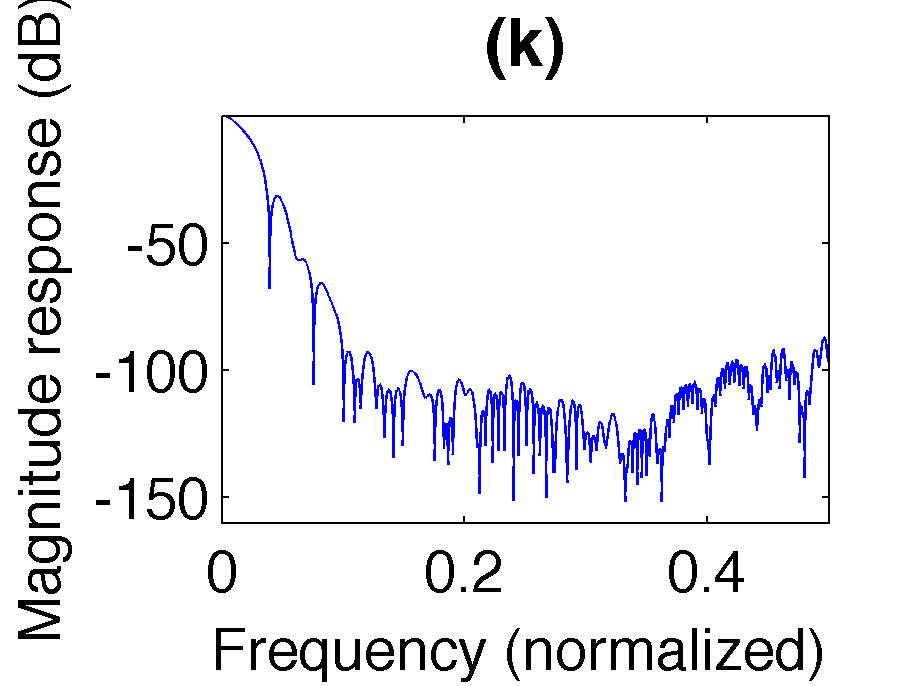 (k)
Magnitude response (dB)
-50
-100
-150
0 0.2 0.4
Frequency (normalized)